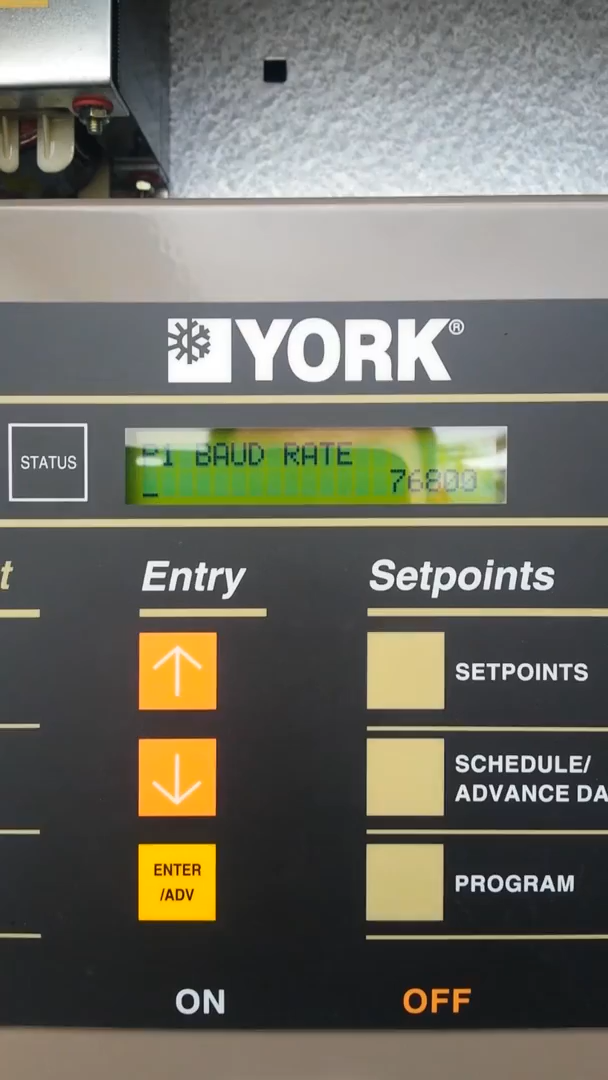 YORK®
STATUS
P1 BAUD RATE
76800
t
Entry
Setpoints
SETPOINTS
SCHEDULE/
ADVANCE DA
ENTER
/ADV
PROGRAM
ON
OFF